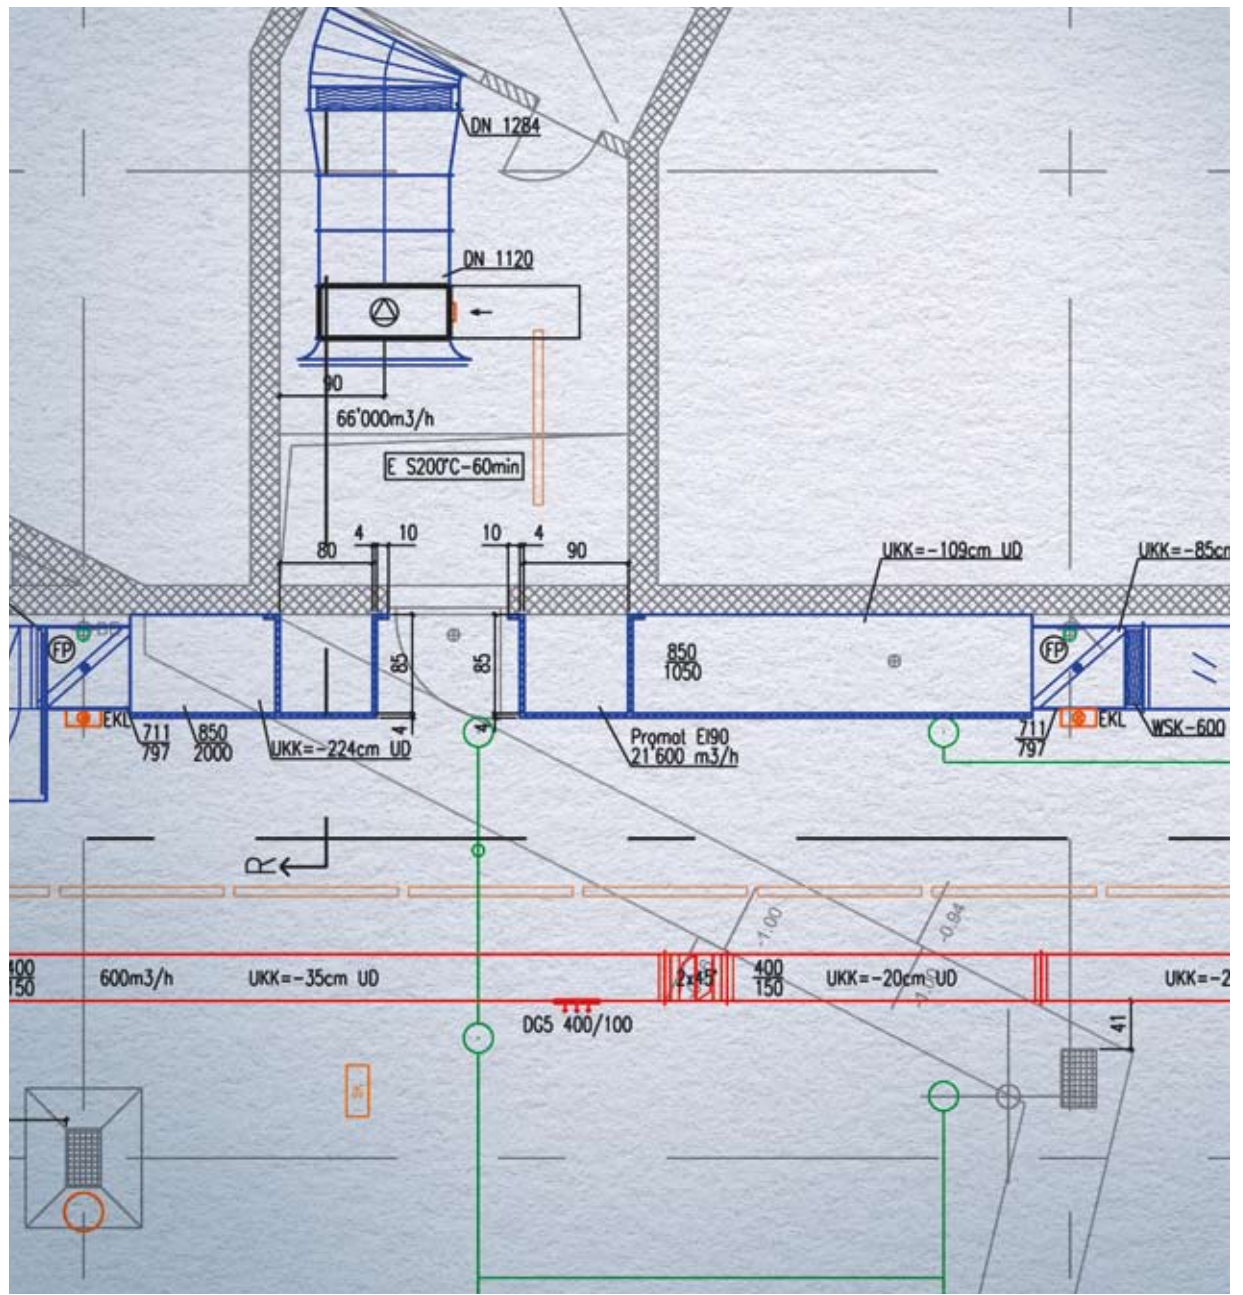 DN 1284
DN 1120
90
66'000m3/h
E S200°C-60min
4 10
10 4
80
90
UKK=-109cm UD
UKK=-85cm
FP
85
85
850
1050
FP
EKL
711
797
850
2000
UKK=-224cm UD
4
4
Promat EI90
21'600 m3/h
711
797
EKL
WSK-600
R
-1.00
-0.94
400
150
600m3/h
UKK=-35cm UD
2x45°
400
150
UKK=-20cm UD
-1.00
UKK=-2
DG5 400/100
41